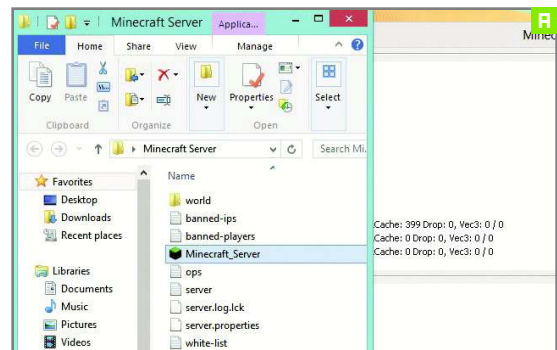 Minecraft Server
Applica...
A
Minec
File
Home
Share
View
Manage
Copy
Paste
New
Properties
Select
Clipboard
Organize
Open
Minecraft Server
Search Mi
Favorites
Desktop
Downloads
Recent places
Libraries
Documents
Music
Pictures
Videos
Name
world
banned-ips
banned-players
Minecraft_Server
ops
server
server.log.lck
server.properties
white-list
Cache: 399 Drop: 0, Vec3: 0 / 0
Cache: 0 Drop: 0, Vec3: 0 / 0
Cache: 0 Drop: 0, Vec3: 0 / 0